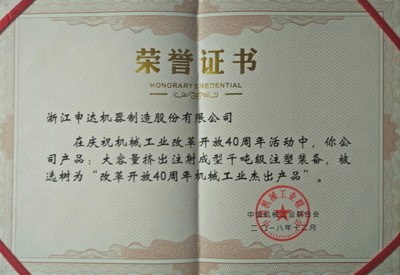 荣誉证书
HONORARY CREDENTIAL
浙江申达机器制造股份有限公司
在庆祝机械工业改革开放40周年活动中，你公
司产品：大容量挤出注射成型千吨级注塑装备，被
选树为“改革开放40周年机械工业杰出产品”。
中国机械工业联合会
二〇一八年十二月